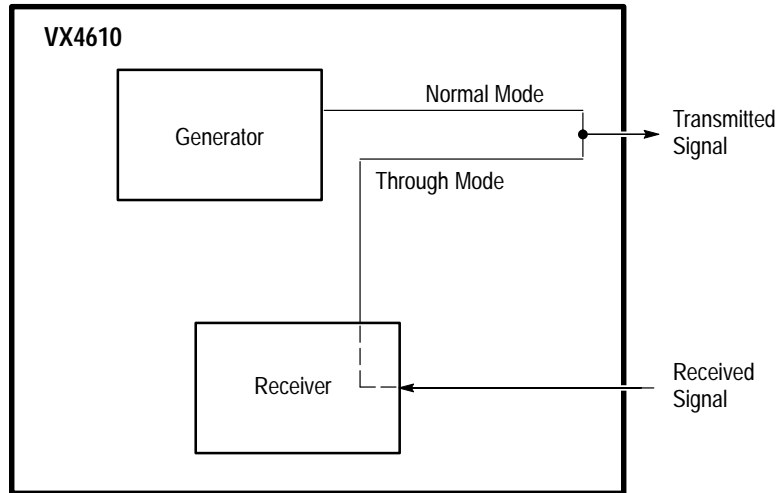 VX4610
Normal Mode
Generator
Transmitted
Signal
Through Mode
Receiver
Received
Signal